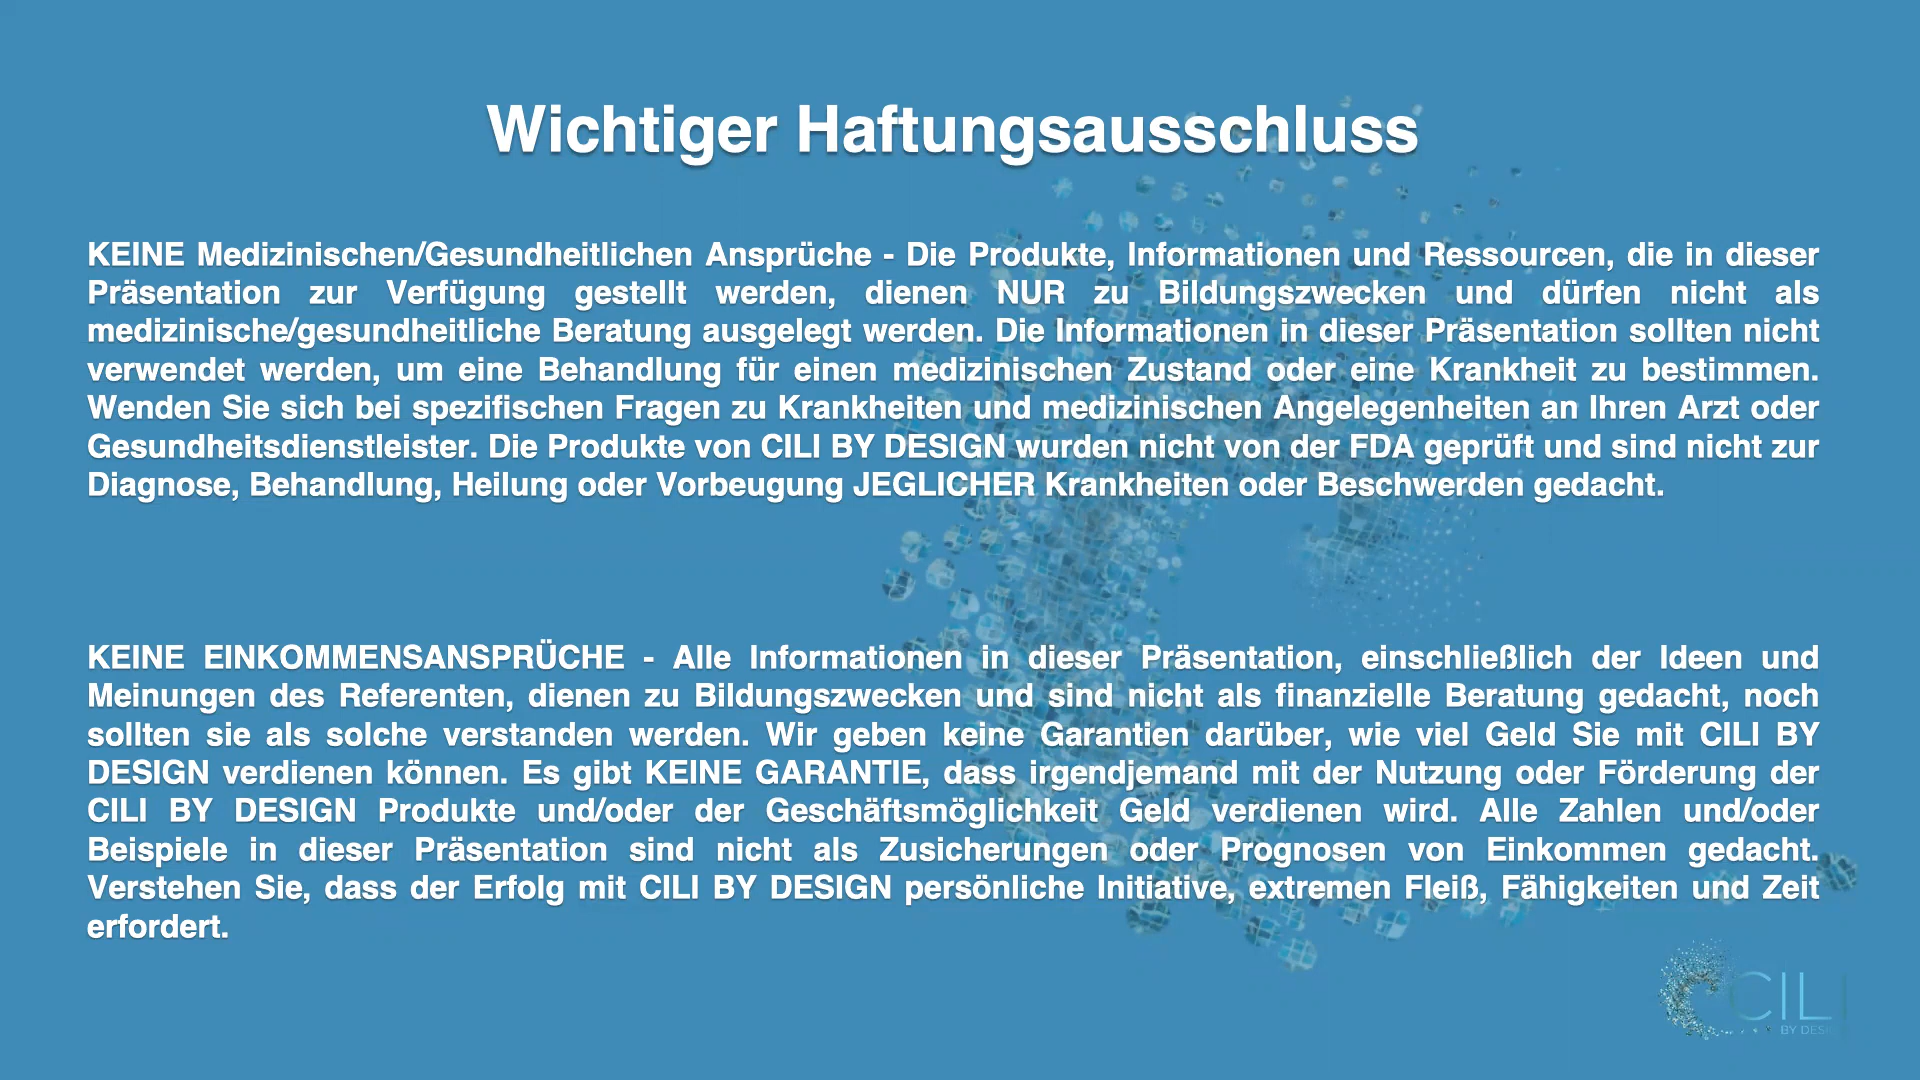 Wichtiger Haftungsausschluss
KEINE Medizinischen/Gesundheitlichen Ansprüche - Die Produkte, Informationen und Ressourcen, die in dieser
Präsentation zur Verfügung gestellt werden, dienen NUR zu Bildungszwecken und dürfen nicht als
medizinische/gesundheitliche Beratung ausgelegt werden. Die Informationen in dieser Präsentation sollten nicht
verwendet werden, um eine Behandlung für einen medizinischen Zustand oder eine Krankheit zu bestimmen.
Wenden Sie sich bei spezifischen Fragen zu Krankheiten und medizinischen Angelegenheiten an Ihren Arzt oder
Gesundheitsdienstleister. Die Produkte von CILI BY DESIGN wurden nicht von der FDA geprüft und sind nicht zur
Diagnose, Behandlung, Heilung oder Vorbeugung JEGLICHER Krankheiten oder Beschwerden gedacht.
KEINE EINKOMMENSANSPRÜCHE - Alle Informationen in dieser Präsentation, einschließlich der Ideen und
Meinungen des Referenten, dienen zu Bildungszwecken und sind nicht als finanzielle Beratung gedacht, noch
sollten sie als solche verstanden werden. Wir geben keine Garantien darüber, wie viel Geld Sie mit CILI BY
DESIGN verdienen können. Es gibt KEINE GARANTIE, dass irgendjemand mit der Nutzung oder Förderung der
CILI BY DESIGN Produkte und/oder der Geschäftsmöglichkeit Geld verdienen wird. Alle Zahlen und/oder
Beispiele in dieser Präsentation sind nicht als Zusicherungen oder Prognosen von Einkommen gedacht.
Verstehen Sie, dass der Erfolg mit CILI BY DESIGN persönliche Initiative, extremen Fleiß, Fähigkeiten und Zeit
erfordert.
CILI
BY DESI